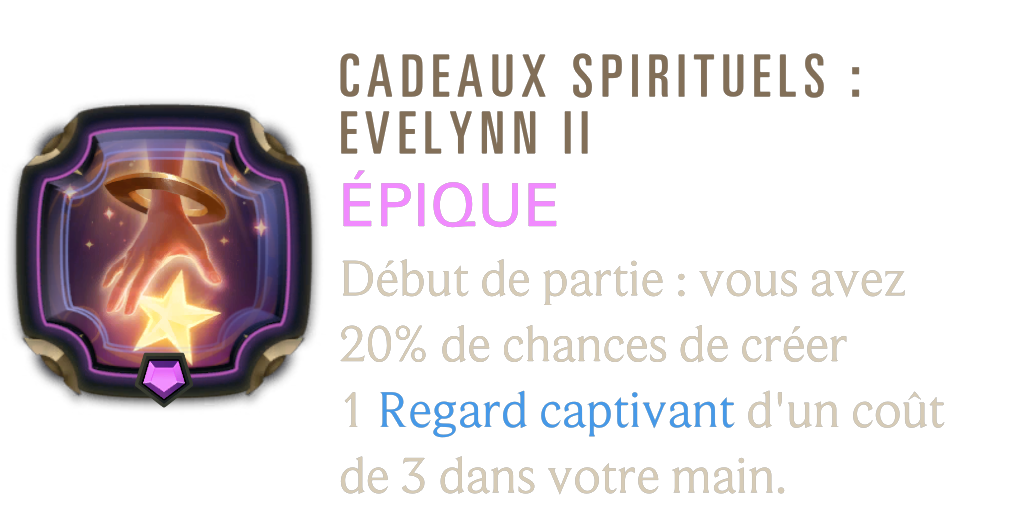 CADEAUX SPIRITUELS :
EVELYNN II
ÉPIQUE
Début de partie : vous avez
20% de chances de créer
1 Regard captivant d'un coût
de 3 dans votre main.